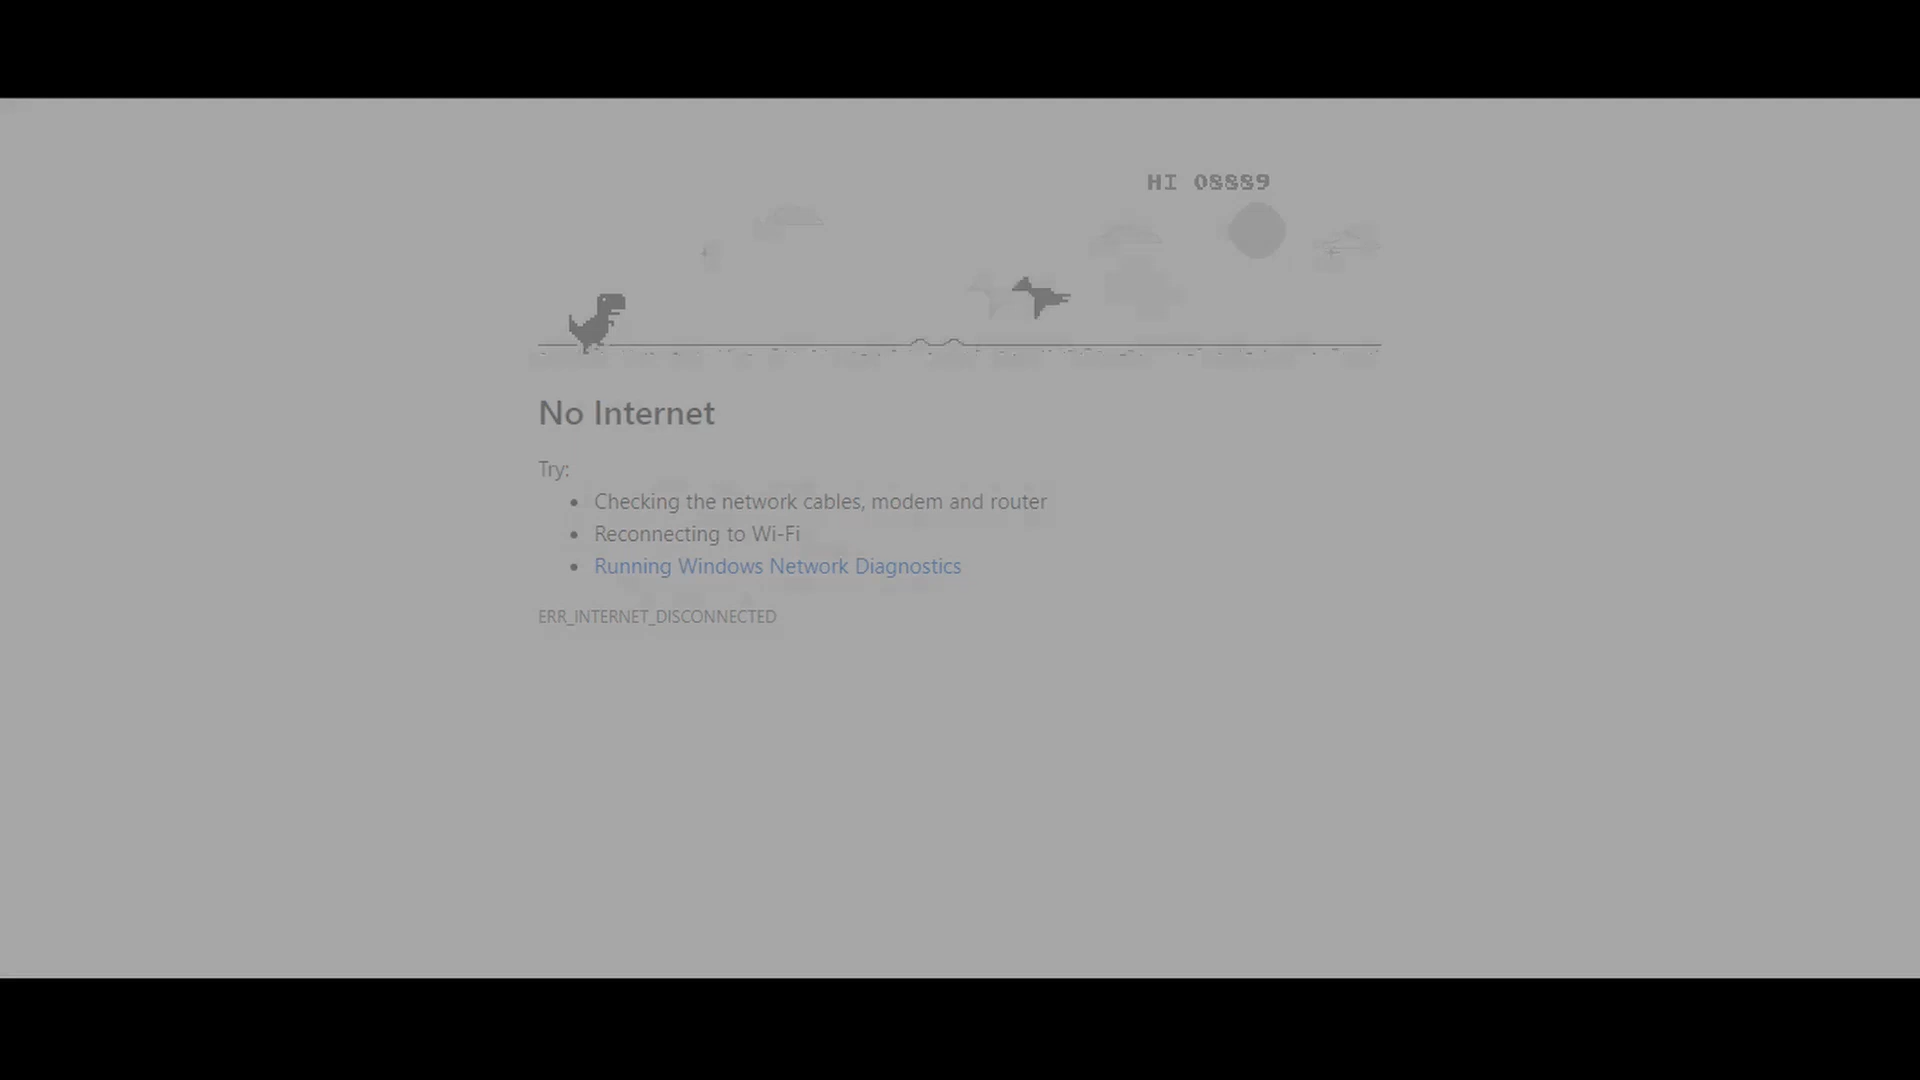 HI 08889
No Internet
Try:
• Checking the network cables, modem and router
• Reconnecting to Wi-Fi
• Running Windows Network Diagnostics
ERR_INTERNET_DISCONNECTED